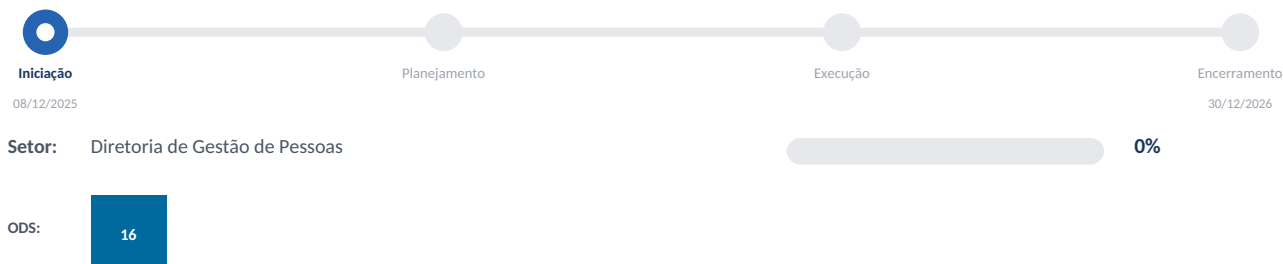 Iniciação Planejamento Execução Encerramento
08/12/2025 30/12/2026
Setor: Diretoria de Gestão de Pessoas 0%
ODS: 16